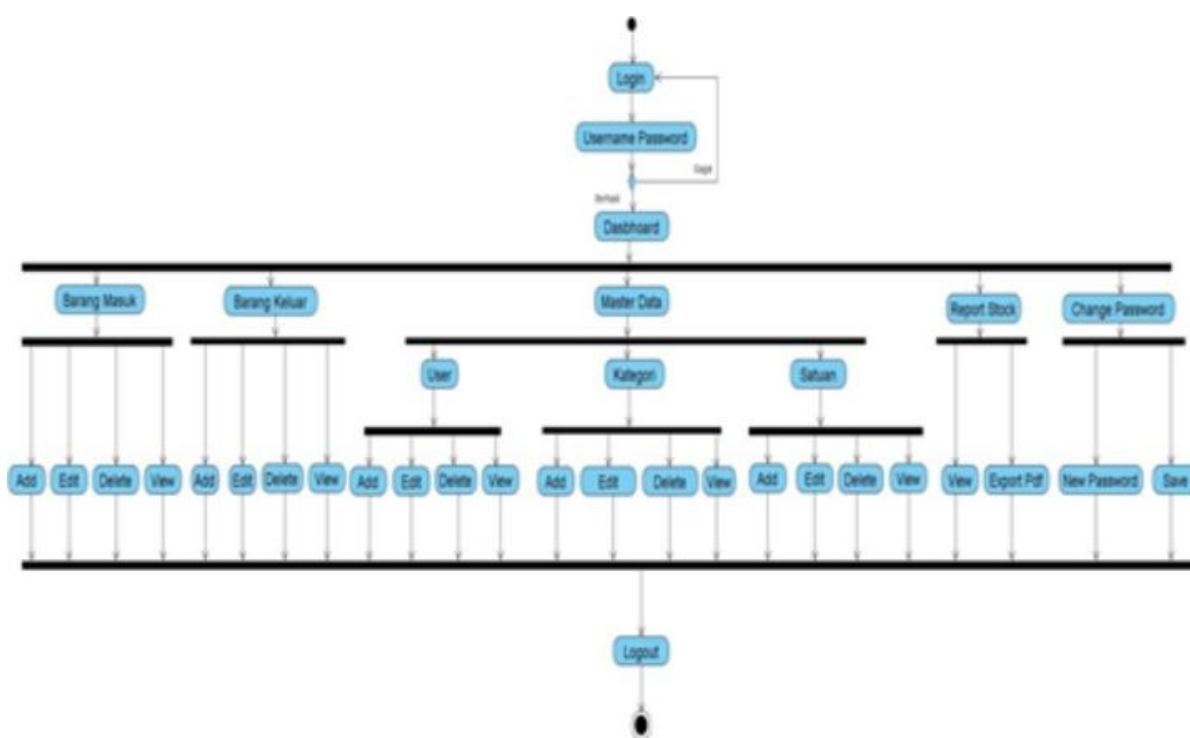 Login
Username Password
Gagal
Berhasil
Dasbhoard
Barang Masuk
Barang Keluar
Master Data
Report Stock
Change Password
User
Kategori
Satuan
Add
Edit
Delete
View
Add
Edit
Delete
View
Add
Edit
Delete
View
Add
Edit
Delete
View
Add
Edit
Delete
View
View
Export Pdf
New Password
Save
Logout